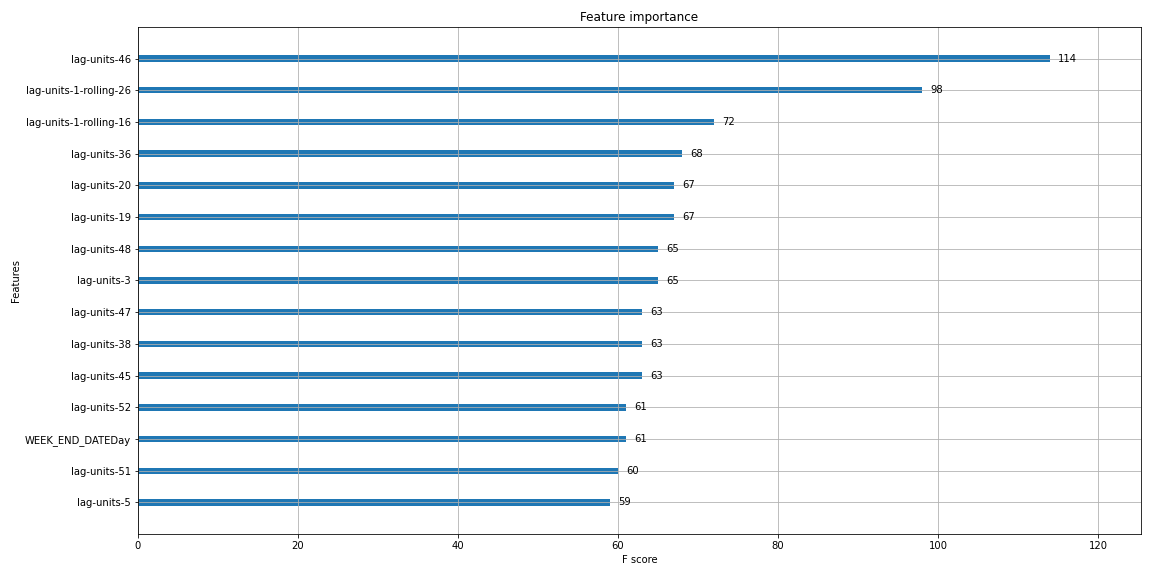 Feature importance
Features
lag-units-46 114
lag-units-1-rolling-26 98
lag-units-1-rolling-16 72
lag-units-36 68
lag-units-20 67
lag-units-19 67
lag-units-48 65
lag-units-3 65
lag-units-47 63
lag-units-38 63
lag-units-45 63
lag-units-52 61
WEEK_END_DATEDay 61
lag-units-51 60
lag-units-5 59
0 20 40 60 80 100 120
F score